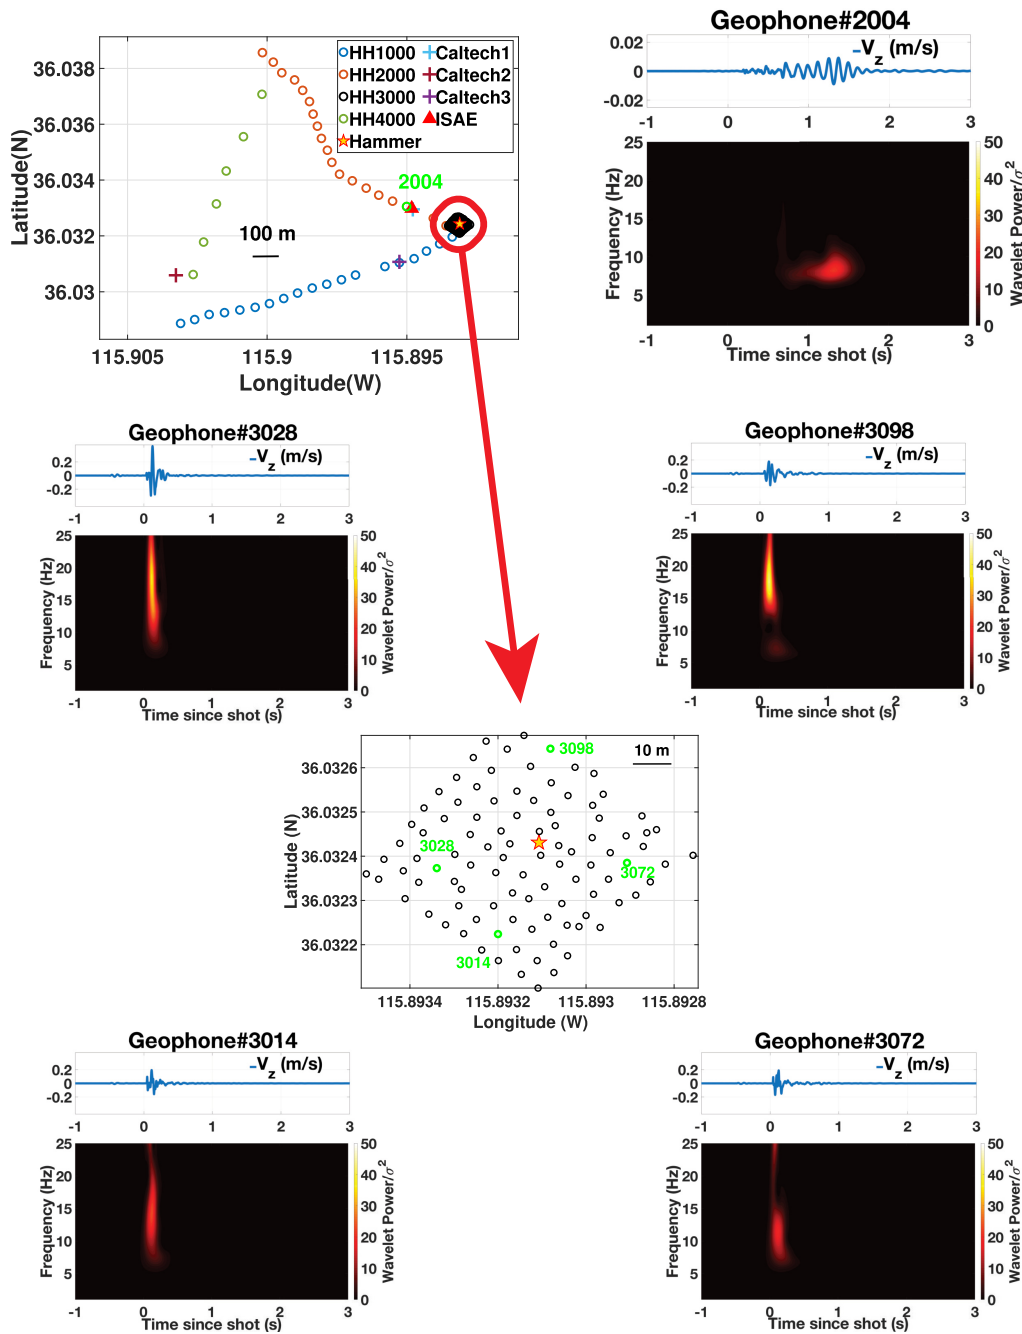 Geophone#2004
0.02
0
-0.02
-V_z (m/s)
-1 0 1 2 3
36.038
36.036
36.034
36.032
36.03
Latitude(N)
HH1000
HH2000
HH3000
HH4000
Hammer
Caltech1
Caltech2
Caltech3
ISAE
2004
100 m
115.905 115.9 115.895
Longitude(W)
25
20
15
10
5
Frequency (Hz)
-1 0 1 2 3
Time since shot (s)
50
40
30
20
10
0
Wavelet Power/σ²
Geophone#3028
0.2
0
-0.2
-V_z (m/s)
-1 0 1 2 3
25
20
15
10
5
Frequency (Hz)
-1 0 1 2 3
Time since shot (s)
50
40
30
20
10
0
Wavelet Power/σ²
Geophone#3098
0.2
0
-0.2
-V_z (m/s)
-1 0 1 2 3
25
20
15
10
5
Frequency (Hz)
-1 0 1 2 3
Time since shot (s)
50
40
30
20
10
0
Wavelet Power/σ²
36.0326
36.0325
36.0324
36.0323
36.0322
Latitude (N)
3098
10 m
3028
3072
3014
115.8934 115.8932 115.893 115.8928
Longitude (W)
Geophone#3014
0.2
0
-0.2
-V_z (m/s)
-1 0 1 2 3
25
20
15
10
5
Frequency (Hz)
-1 0 1 2 3
Time since shot (s)
50
40
30
20
10
0
Wavelet Power/σ²
Geophone#3072
0.2
0
-0.2
-V_z (m/s)
-1 0 1 2 3
25
20
15
10
5
Frequency (Hz)
-1 0 1 2 3
Time since shot (s)
50
40
30
20
10
0
Wavelet Power/σ²